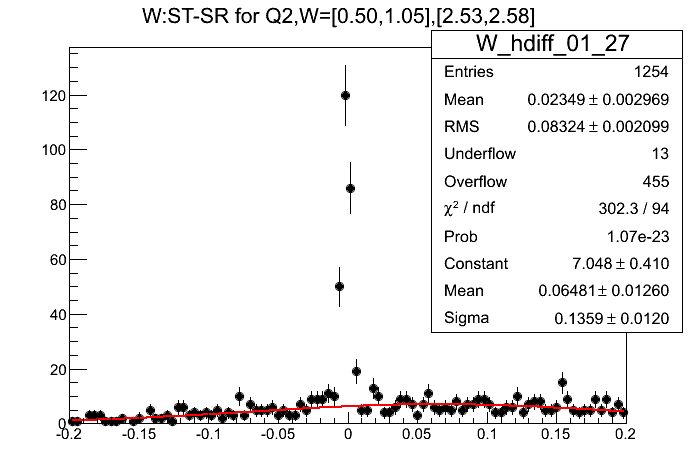 W:ST-SR for Q2,W=[0.50,1.05],[2.53,2.58]
W_hdiff_01_27
Entries 1254
Mean 0.02349 ± 0.002969
RMS 0.08324 ± 0.002099
Underflow 13
Overflow 455
χ² / ndf 302.3 / 94
Prob 1.07e-23
Constant 7.048 ± 0.410
Mean 0.06481 ± 0.01260
Sigma 0.1359 ± 0.0120
120
100
80
60
40
20
0
-0.2 -0.15 -0.1 -0.05 0 0.05 0.1 0.15 0.2